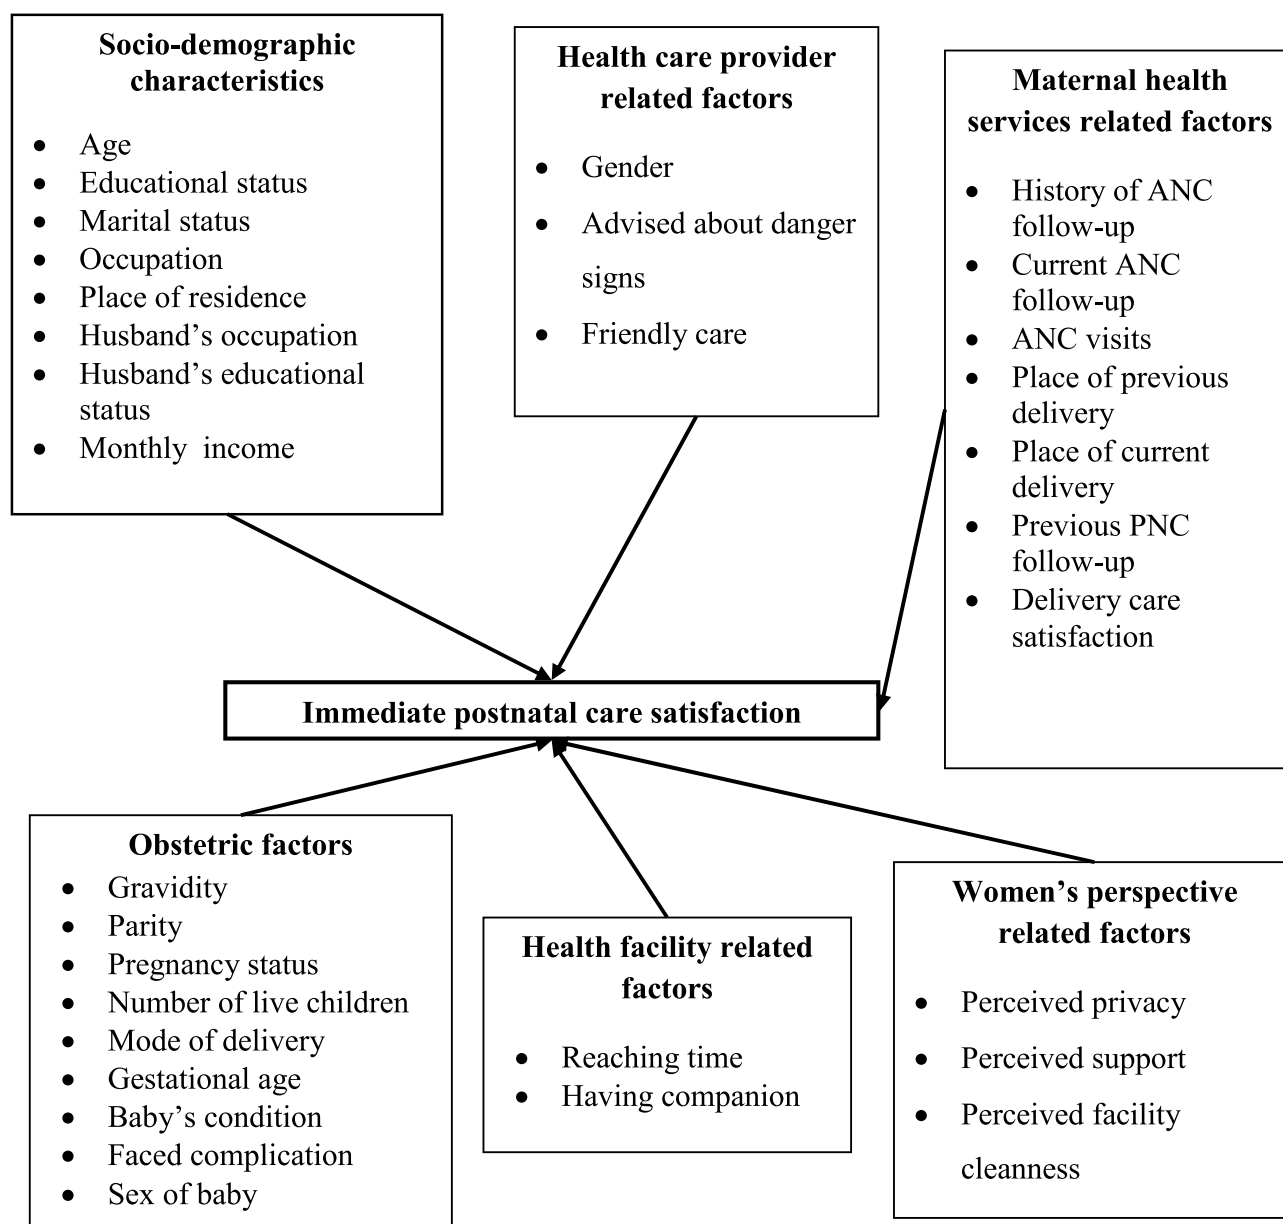 Socio-demographic
characteristics
• Age
• Educational status
• Marital status
• Occupation
• Place of residence
• Husband’s occupation
• Husband’s educational
status
• Monthly income
Health care provider
related factors
• Gender
• Advised about danger
signs
• Friendly care
Maternal health
services related factors
• History of ANC
follow-up
• Current ANC
follow-up
• ANC visits
• Place of previous
delivery
• Place of current
delivery
• Previous PNC
follow-up
• Delivery care
satisfaction
Immediate postnatal care satisfaction
Obstetric factors
• Gravidity
• Parity
• Pregnancy status
• Number of live children
• Mode of delivery
• Gestational age
• Baby’s condition
• Faced complication
• Sex of baby
Health facility related
factors
• Reaching time
• Having companion
Women’s perspective
related factors
• Perceived privacy
• Perceived support
• Perceived facility
cleanness